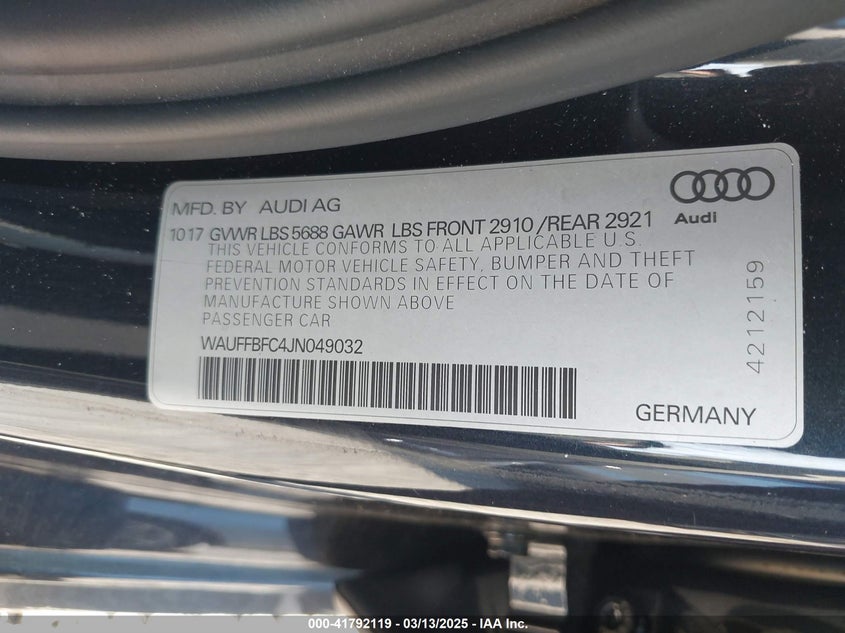 MFD. BY AUDI AG
Audi
10 17 GVWR LBS 5688 GAWR LBS FRONT 2910 /REAR 2921
THIS VEHICLE CONFORMS TO ALL APPLICABLE U.S.
FEDERAL MOTOR VEHICLE SAFETY, BUMPER AND THEFT
PREVENTION STANDARDS IN EFFECT ON THE DATE OF
MANUFACTURE SHOWN ABOVE
PASSENGER CAR
WAUFFBFC4JN049032
GERMANY
4212159
000-41792119 - 03/13/2025 - IAA Inc.